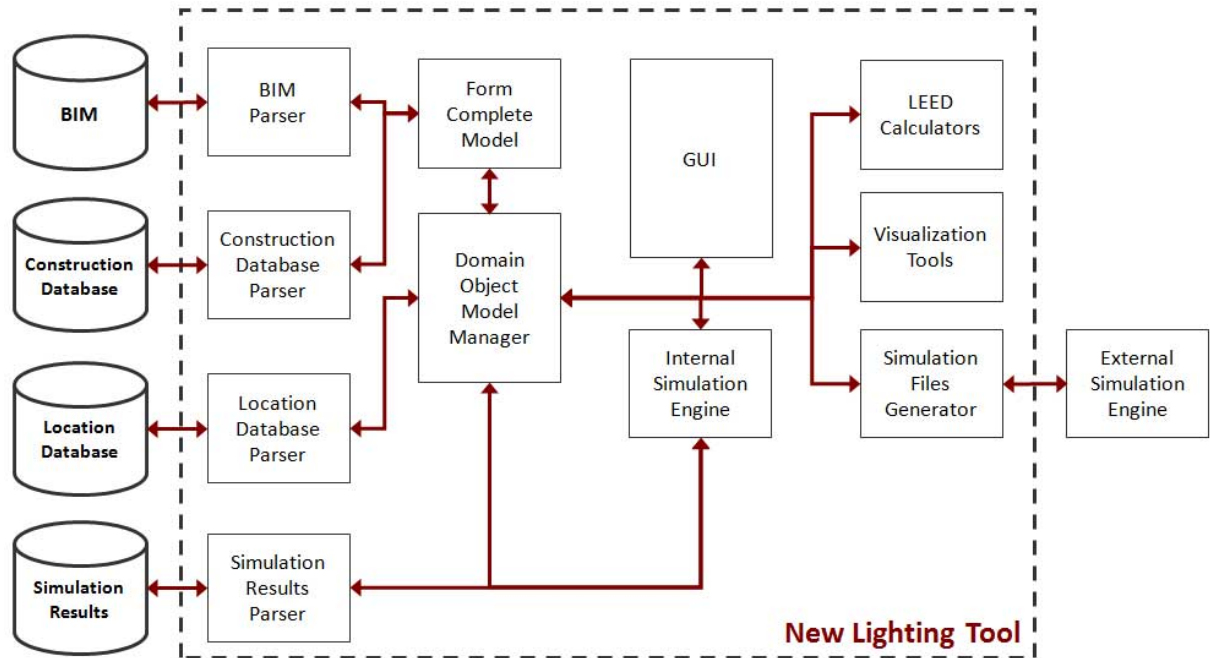 BIM
BIM
Parser
Form
Complete
Model
GUI
LEED
Calculators
Construction
Database
Construction
Database
Parser
Domain
Object
Model
Manager
Visualization
Tools
Location
Database
Location
Database
Parser
Internal
Simulation
Engine
Simulation
Files
Generator
External
Simulation
Engine
Simulation
Results
Simulation
Results
Parser
New Lighting Tool